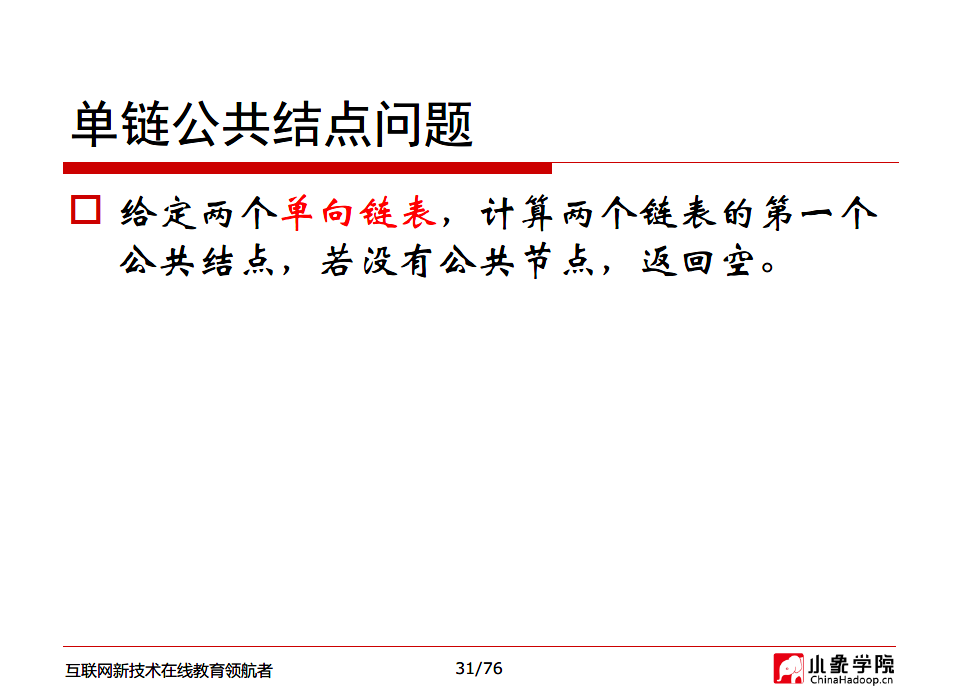 单链公共结点问题
给定两个单向链表，计算两个链表的第一个
公共结点，若没有公共节点，返回空。
互联网新技术在线教育领航者
31/76
小象学院
ChinaHadoop.cn